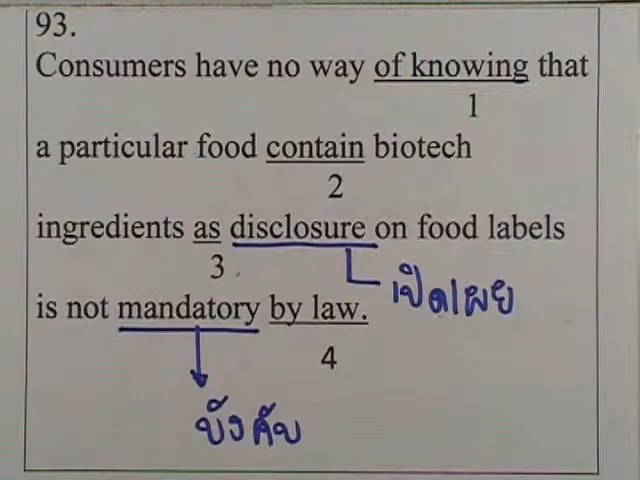 93.
Consumers have no way of knowing that
1
a particular food contain biotech
2
ingredients as disclosure on food labels
3
เปิดเผย
is not mandatory by law.
4
บังคับ